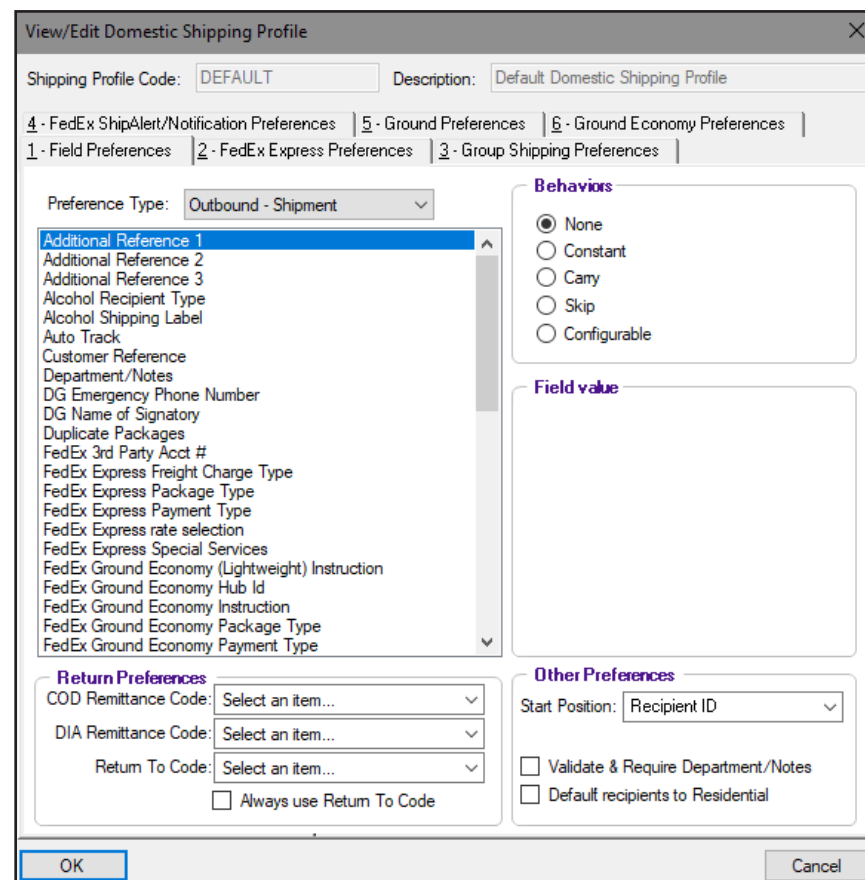 View/Edit Domestic Shipping Profile
Shipping Profile Code: DEFAULT Description: Default Domestic Shipping Profile
4 - FedEx ShipAlert/Notification Preferences 5 - Ground Preferences 6 - Ground Economy Preferences
1 - Field Preferences 2 - FedEx Express Preferences 3 - Group Shipping Preferences
Preference Type: Outbound - Shipment
Additional Reference 1
Additional Reference 2
Additional Reference 3
Alcohol Recipient Type
Alcohol Shipping Label
Auto Track
Customer Reference
Department/Notes
DG Emergency Phone Number
DG Name of Signatory
Duplicate Packages
FedEx 3rd Party Acct #
FedEx Express Freight Charge Type
FedEx Express Package Type
FedEx Express Payment Type
FedEx Express rate selection
FedEx Express Special Services
FedEx Ground Economy (Lightweight) Instruction
FedEx Ground Economy Hub Id
FedEx Ground Economy Instruction
FedEx Ground Economy Package Type
FedEx Ground Economy Payment Type
Behaviors
None
Constant
Carry
Skip
Configurable
Field value
Return Preferences
COD Remittance Code: Select an item...
DIA Remittance Code: Select an item...
Return To Code: Select an item...
Always use Return To Code
Other Preferences
Start Position: Recipient ID
Validate & Require Department/Notes
Default recipients to Residential
OK
Cancel